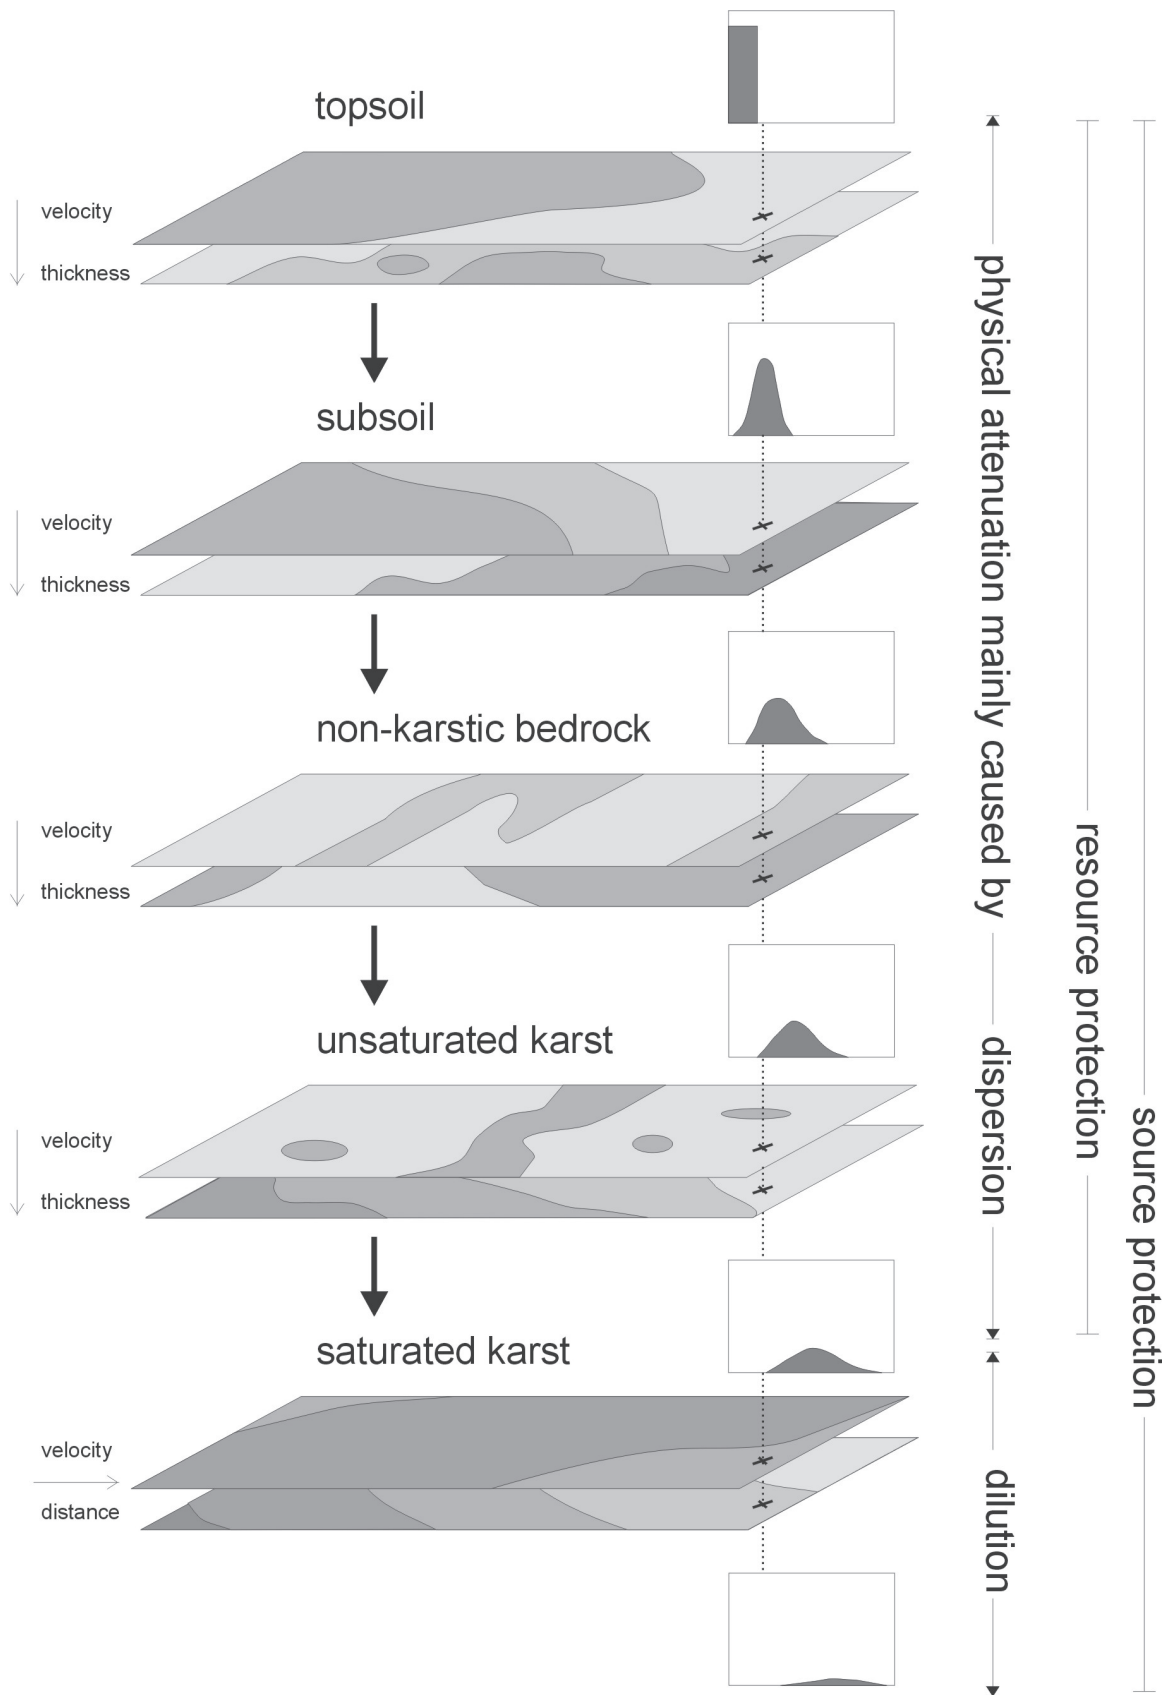 topsoil
velocity
thickness
subsoil
velocity
thickness
non-karstic bedrock
velocity
thickness
unsaturated karst
velocity
thickness
saturated karst
velocity
distance
physical attenuation mainly caused by
dispersion
dilution
resource protection
source protection